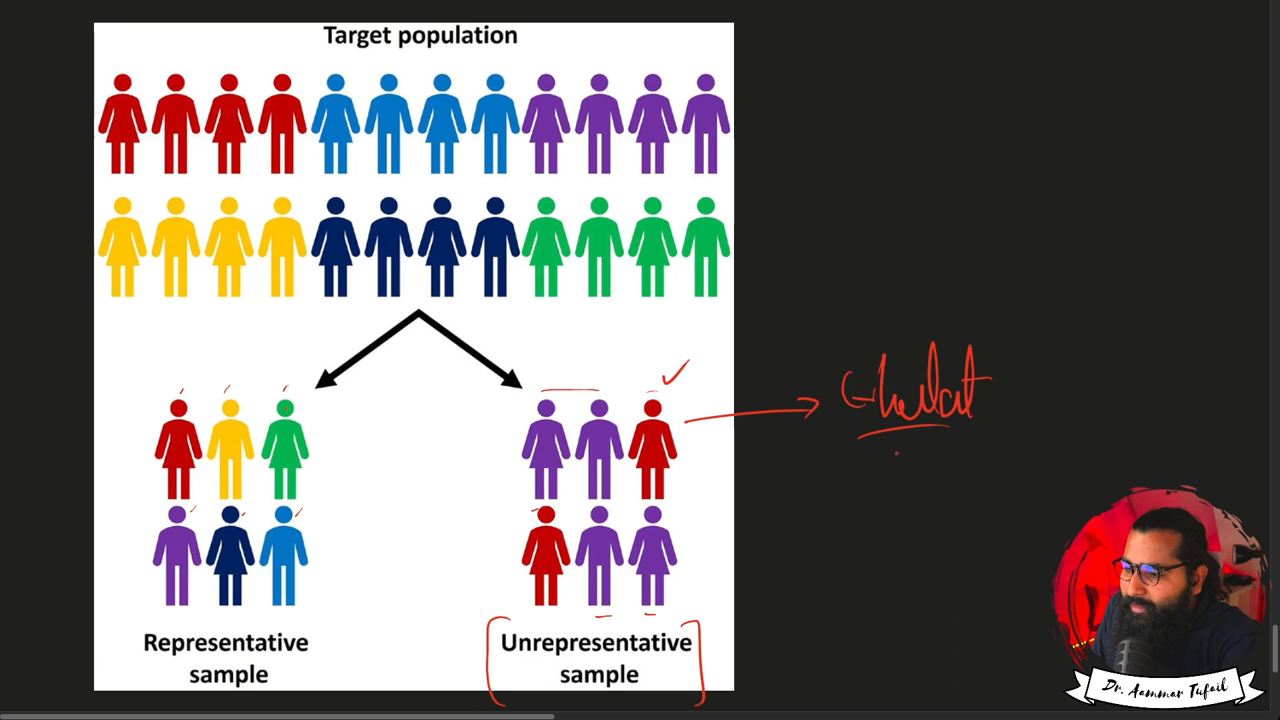 Target population
Ghalat
Representative
sample
Unrepresentative
sample
Dr. Aammar Tufail